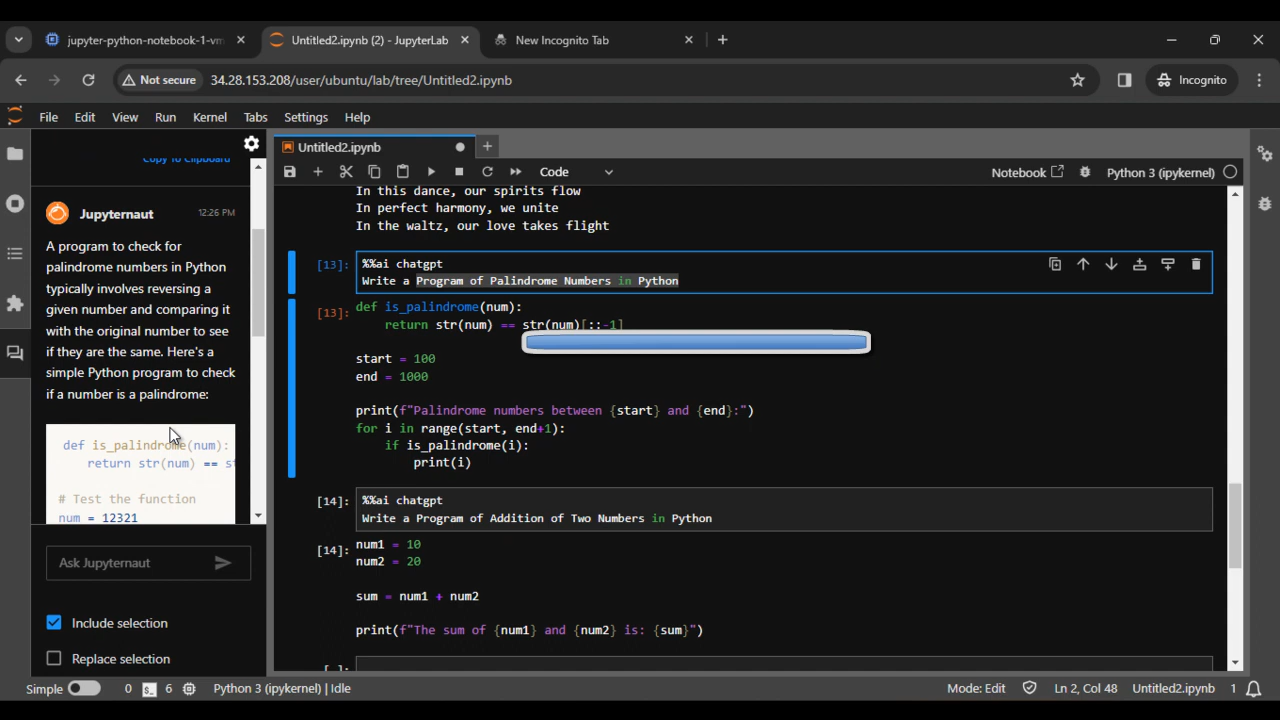 jupyter-python-notebook-1-vm
Untitled2.ipynb (2) - JupyterLab
New Incognito Tab
Not secure
34.28.153.208/user/ubuntu/lab/tree/Untitled2.ipynb
Incognito
File Edit View Run Kernel Tabs Settings Help
Copy To Clipboard
Jupyternaut 12:26 PM
A program to check for
palindrome numbers in Python
typically involves reversing a
given number and comparing it
with the original number to see
if they are the same. Here's a
simple Python program to check
if a number is a palindrome:
def is_palindrome(num):
return str(num) == st
# Test the function
num = 12321
Ask Jupyternaut
Include selection
Replace selection
Untitled2.ipynb
Code
Notebook
Python 3 (ipykernel)
In this dance, our spirits flow
In perfect harmony, we unite
In the waltz, our love takes flight
[13]: %%ai chatgpt
Write a Program of Palindrome Numbers in Python
[13]: def is_palindrome(num):
return str(num) == str(num)[::-1]
start = 100
end = 1000
print(f"Palindrome numbers between {start} and {end}:")
for i in range(start, end+1):
if is_palindrome(i):
print(i)
[14]: %%ai chatgpt
Write a Program of Addition of Two Numbers in Python
[14]: num1 = 10
num2 = 20
sum = num1 + num2
print(f"The sum of {num1} and {num2} is: {sum}")
[ ]:
Simple 0 6 Python 3 (ipykernel) | Idle
Mode: Edit Ln 2, Col 48 Untitled2.ipynb 1